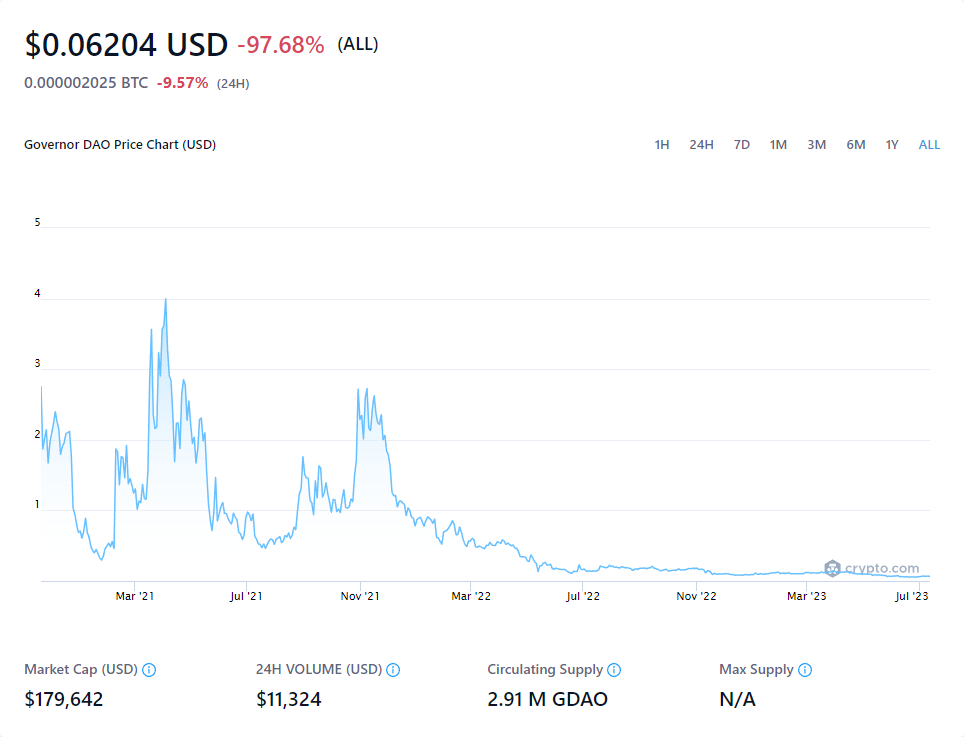 $0.06204 USD -97.68% (ALL)
0.000002025 BTC -9.57% (24H)
Governor DAO Price Chart (USD) 1H 24H 7D 1M 3M 6M 1Y ALL
5
4
3
2
1
crypto.com
Mar '21 Jul '21 Nov '21 Mar '22 Jul '22 Nov '22 Mar '23 Jul '23
Market Cap (USD) 24H VOLUME (USD) Circulating Supply Max Supply
$179,642 $11,324 2.91 M GDAO N/A